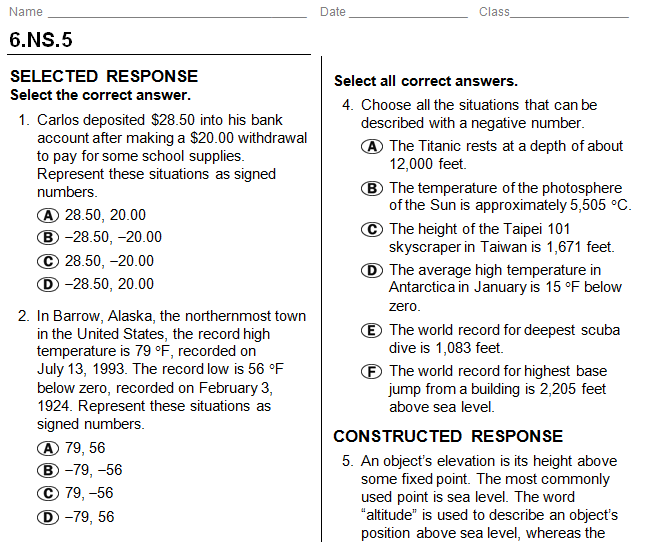 Name Date Class
6.NS.5
SELECTED RESPONSE
Select the correct answer.
1. Carlos deposited $28.50 into his bank
account after making a $20.00 withdrawal
to pay for some school supplies.
Represent these situations as signed
numbers.
A 28.50, 20.00
B –28.50, –20.00
C 28.50, –20.00
D –28.50, 20.00
2. In Barrow, Alaska, the northernmost town
in the United States, the record high
temperature is 79 °F, recorded on
July 13, 1993. The record low is 56 °F
below zero, recorded on February 3,
1924. Represent these situations as
signed numbers.
A 79, 56
B –79, –56
C 79, –56
D –79, 56
Select all correct answers.
4. Choose all the situations that can be
described with a negative number.
A The Titanic rests at a depth of about
12,000 feet.
B The temperature of the photosphere
of the Sun is approximately 5,505 °C.
C The height of the Taipei 101
skyscraper in Taiwan is 1,671 feet.
D The average high temperature in
Antarctica in January is 15 °F below
zero.
E The world record for deepest scuba
dive is 1,083 feet.
F The world record for highest base
jump from a building is 2,205 feet
above sea level.
CONSTRUCTED RESPONSE
5. An object’s elevation is its height above
some fixed point. The most commonly
used point is sea level. The word
“altitude” is used to describe an object’s
position above sea level, whereas the